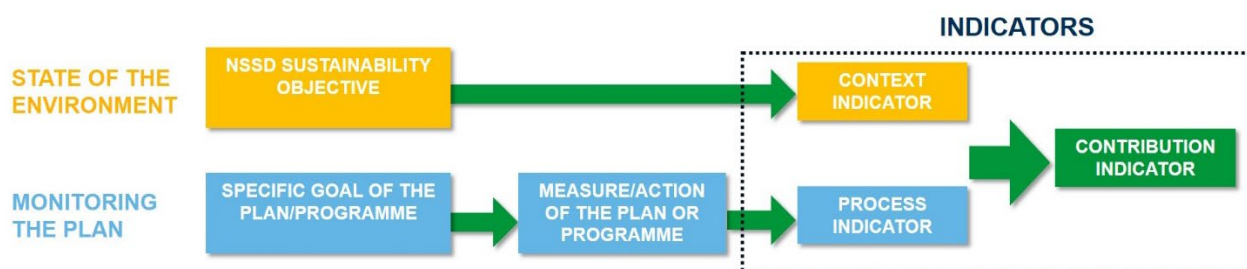 INDICATORS
STATE OF THE
ENVIRONMENT
NSSD SUSTAINABILITY
OBJECTIVE
CONTEXT
INDICATOR
CONTRIBUTION
INDICATOR
MONITORING
THE PLAN
SPECIFIC GOAL OF THE
PLAN/PROGRAMME
MEASURE/ACTION
OF THE PLAN OR
PROGRAMME
PROCESS
INDICATOR